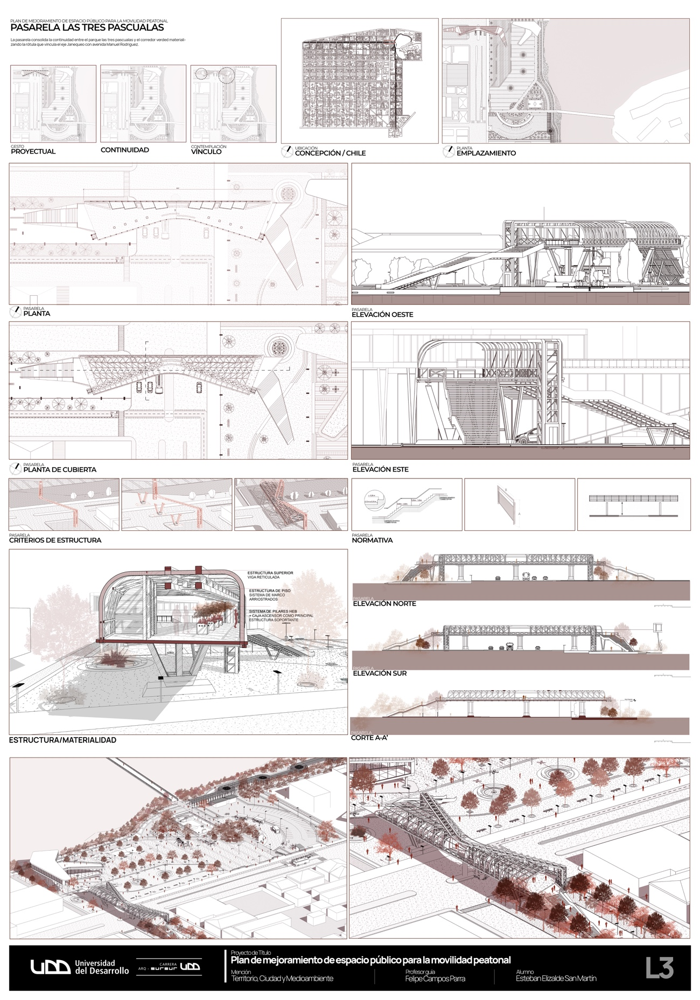 PLAN DE MEJORAMIENTO DE ESPACIO PÚBLICO PARA LA MOVILIDAD PEATONAL
PASARELA LAS TRES PASCUALAS
La pasarela consolida la continuidad entre el parque las tres pascualas y el corredor verded materiali-
zando la rótula que vincula el eje Janequeo con avenida Manuel Rodriguez.
GESTO
PROYECTUAL
CONTINUIDAD
CONTEMPLACIÓN
VÍNCULO
UBICACIÓN
CONCEPCIÓN / CHILE
PLANTA
EMPLAZAMIENTO
PASARELA
PLANTA
PASARELA
ELEVACIÓN OESTE
PASARELA
PLANTA DE CUBIERTA
PASARELA
ELEVACIÓN ESTE
PASARELA
CRITERIOS DE ESTRUCTURA
B
A
PASARELA
NORMATIVA
ESTRUCTURA SUPERIOR
VIGA RETICULADA
ESTRUCTURA DE PISO
SISTEMA DE MARCO
ARRIOSTRADOS
SISTEMA DE PILARES HEB
+ CAJA ASCENSOR COMO PRINCIPAL
ESTRUCTURA SOPORTANTE
ESTRUCTURA/MATERIALIDAD
PASARELA
ELEVACIÓN NORTE
PASARELA
ELEVACIÓN SUR
PASARELA
CORTE A-A'
UDD
Universidad
del Desarrollo
CARRERA
ARQ - sursur UDD
Proyecto de Título
Plan de mejoramiento de espacio público para la movilidad peatonal
Mención
Territorio, Ciudad y Medioambiente
Profesor guía
Felipe Campos Parra
Alumno
Esteban Elizalde San Martín
L3